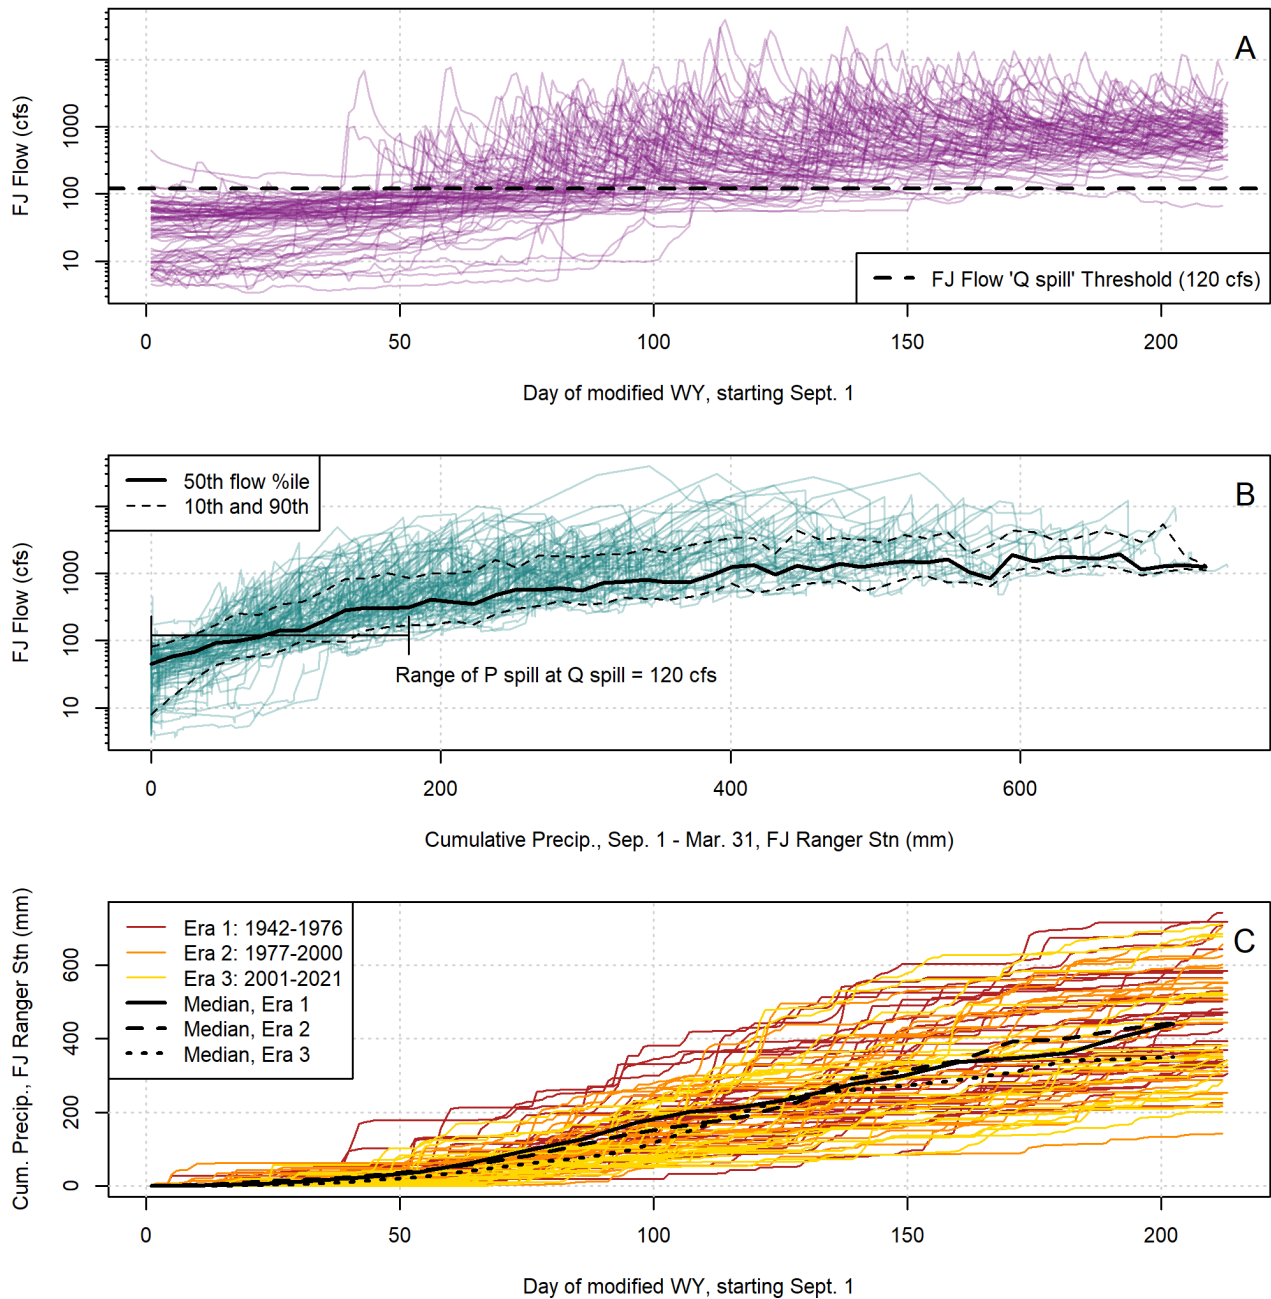 A
FJ Flow (cfs)
1000
100
10
FJ Flow 'Q spill' Threshold (120 cfs)
0 50 100 150 200
Day of modified WY, starting Sept. 1
B
50th flow %ile
10th and 90th
FJ Flow (cfs)
1000
100
10
Range of P spill at Q spill = 120 cfs
0 200 400 600
Cumulative Precip., Sep. 1 - Mar. 31, FJ Ranger Stn (mm)
C
Era 1: 1942-1976
Era 2: 1977-2000
Era 3: 2001-2021
Median, Era 1
Median, Era 2
Median, Era 3
Cum. Precip., FJ Ranger Stn (mm)
600
400
200
0
0 50 100 150 200
Day of modified WY, starting Sept. 1